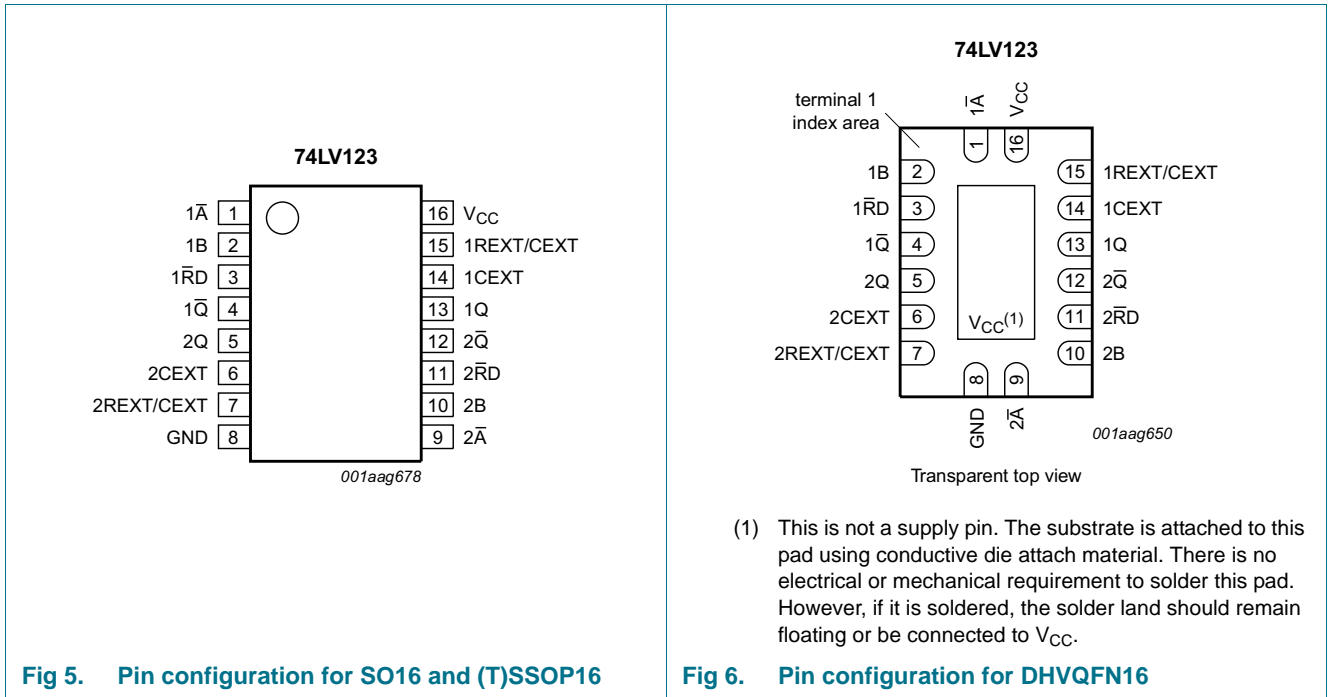 74LV123
1A̅ 1
1B 2
1R̅D 3
1Q̅ 4
2Q 5
2CEXT 6
2REXT/CEXT 7
GND 8
16 VCC
15 1REXT/CEXT
14 1CEXT
13 1Q
12 2Q̅
11 2R̅D
10 2B
9 2A̅
001aag678
Fig 5. Pin configuration for SO16 and (T)SSOP16
74LV123
terminal 1
index area
1A̅
VCC
1
16
1B 2
1R̅D 3
1Q̅ 4
2Q 5
2CEXT 6
2REXT/CEXT 7
15 1REXT/CEXT
14 1CEXT
13 1Q
12 2Q̅
11 2R̅D
10 2B
VCC(1)
8
9
GND
2A̅
001aag650
Transparent top view
(1) This is not a supply pin. The substrate is attached to this
pad using conductive die attach material. There is no
electrical or mechanical requirement to solder this pad.
However, if it is soldered, the solder land should remain
floating or be connected to VCC.
Fig 6. Pin configuration for DHVQFN16